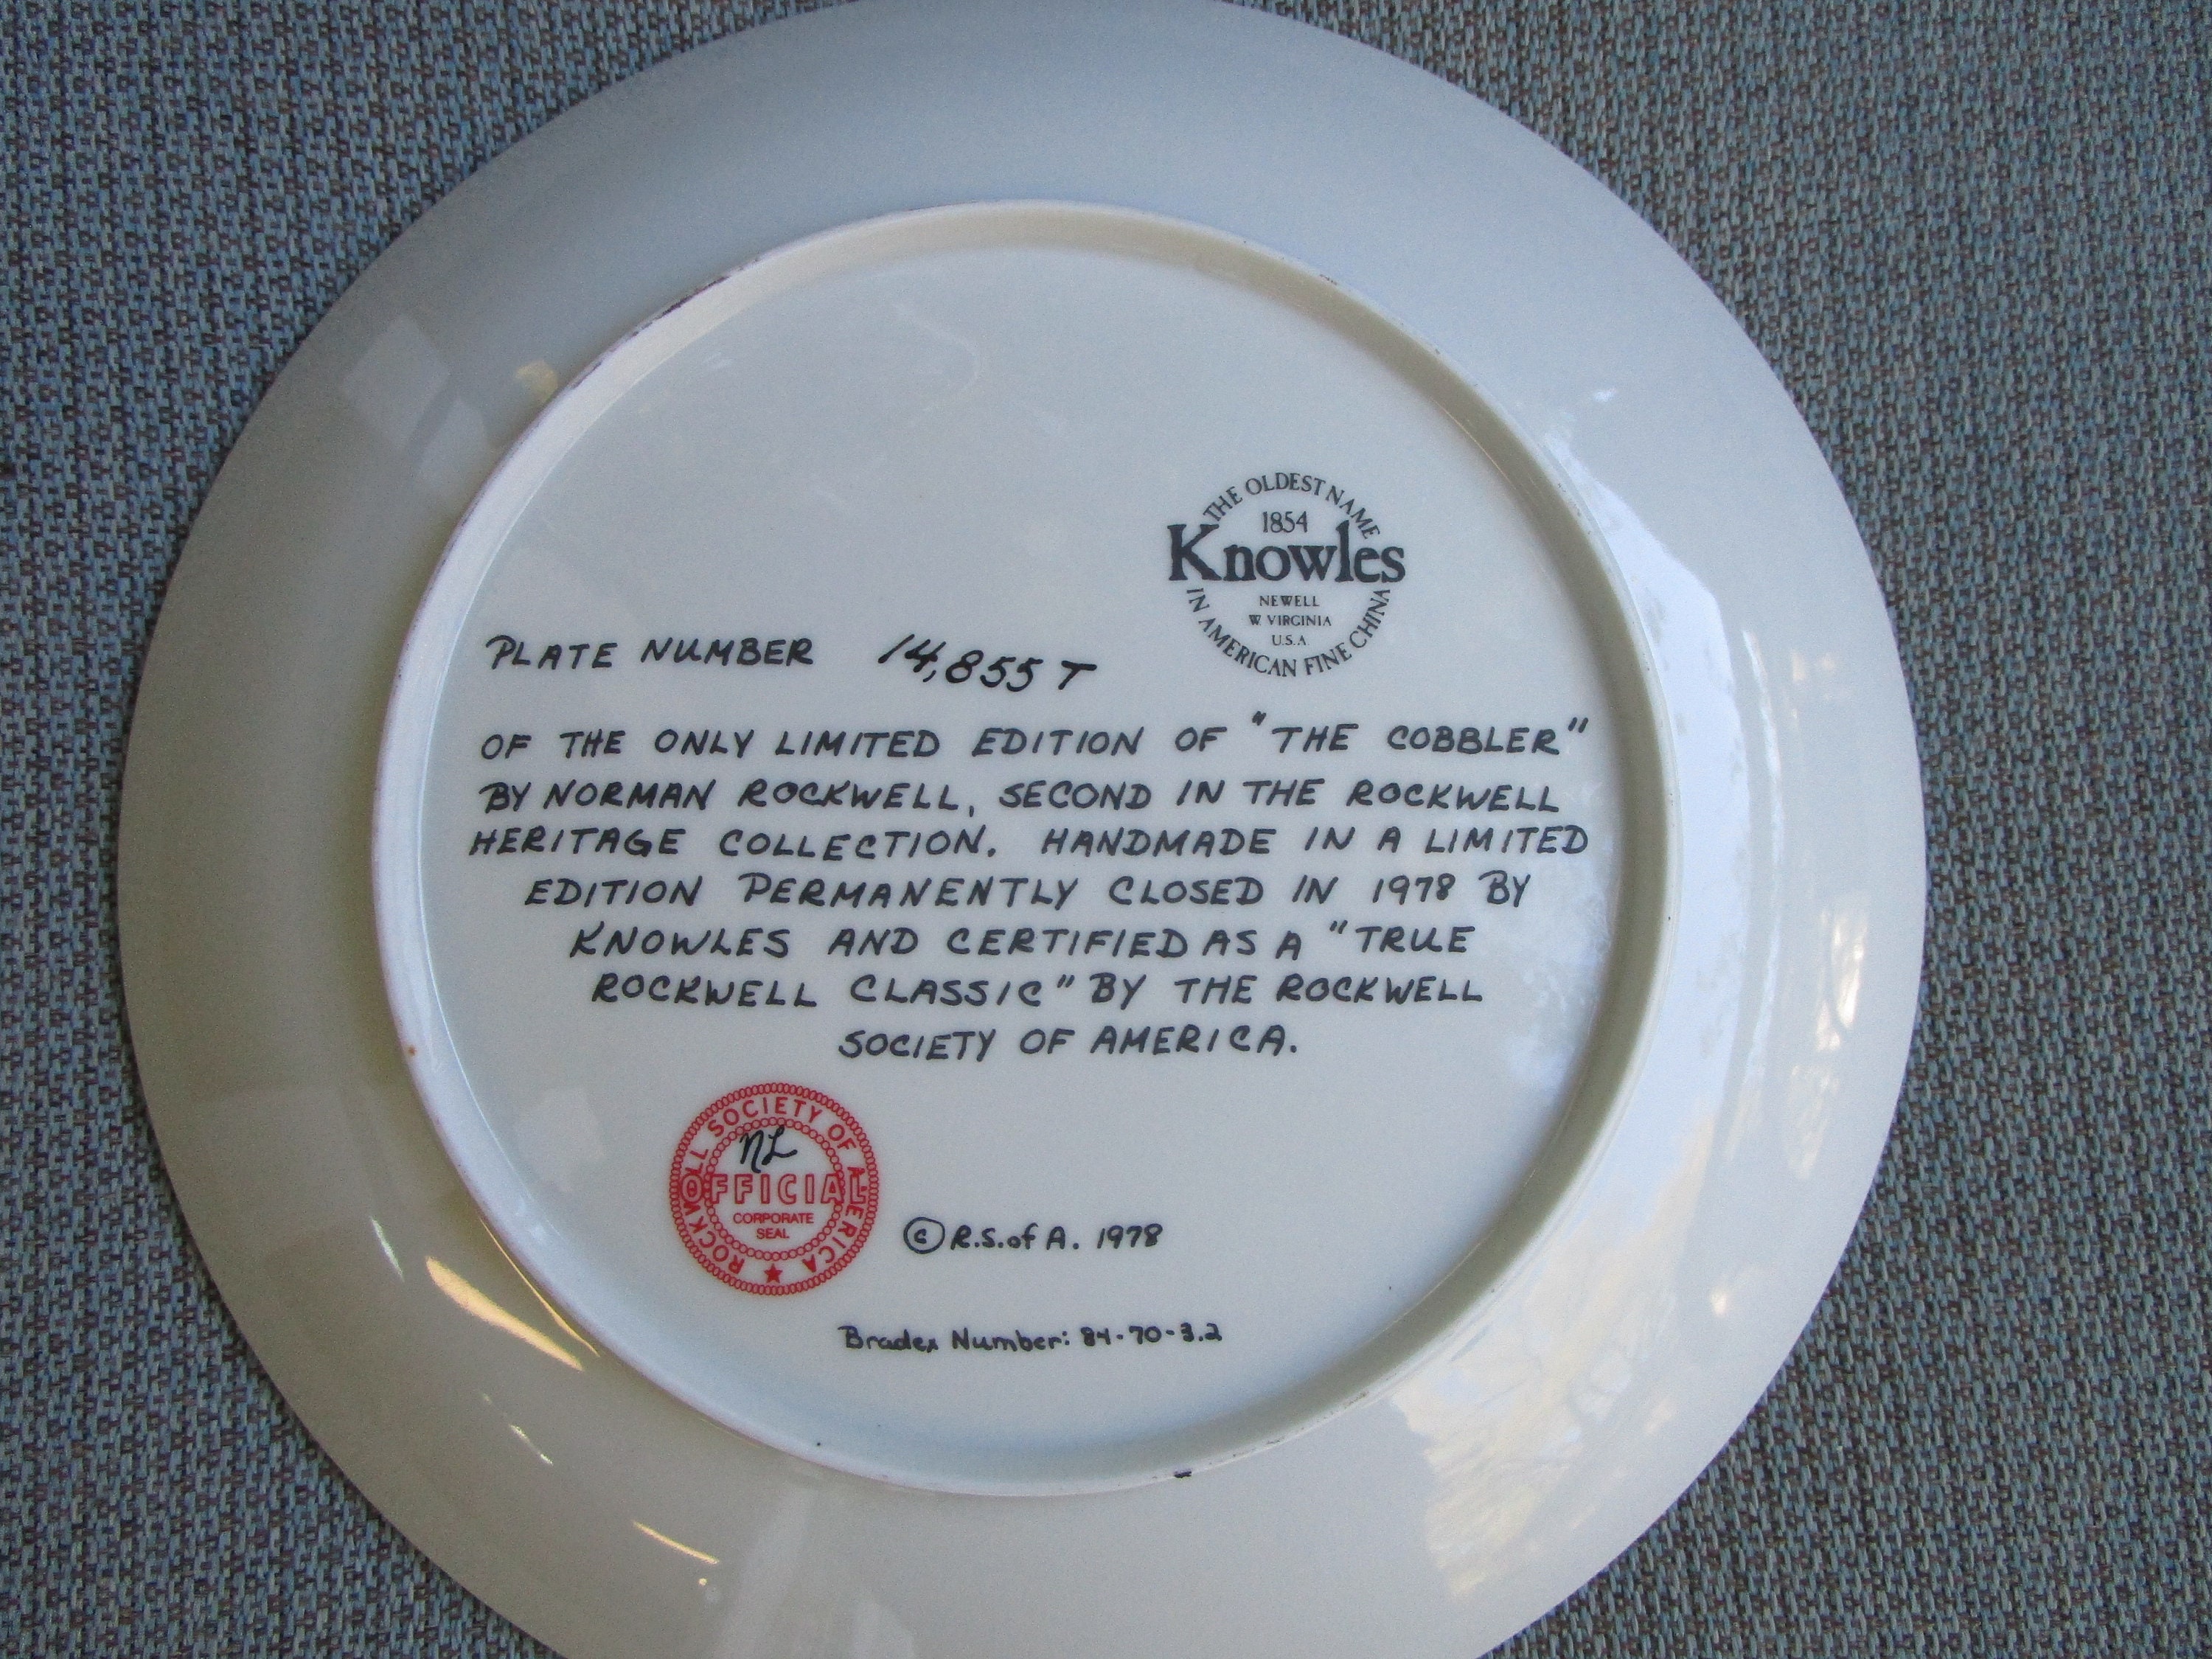 THE OLDEST NAME
1854
Knowles
NEWELL
W. VIRGINIA
U.S.A
IN AMERICAN FINE CHINA
PLATE NUMBER 14,855 T
OF THE ONLY LIMITED EDITION OF "THE COBBLER"
BY NORMAN ROCKWELL, SECOND IN THE ROCKWELL
HERITAGE COLLECTION. HANDMADE IN A LIMITED
EDITION PERMANENTLY CLOSED IN 1978 BY
KNOWLES AND CERTIFIED AS A "TRUE
ROCKWELL CLASSIC" BY THE ROCKWELL
SOCIETY OF AMERICA.
ROCKWELL SOCIETY OF AMERICA
NL
OFFICIAL
CORPORATE
SEAL
© R.S.of A. 1978
Bradex Number: 84-70-3.2